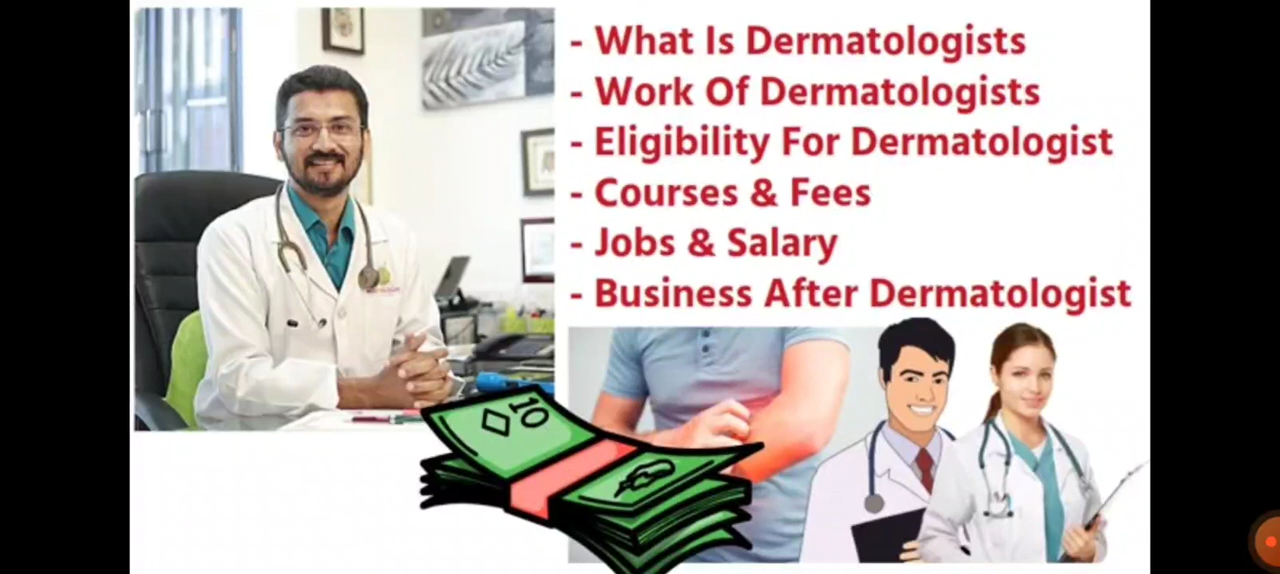 - What Is Dermatologists
- Work Of Dermatologists
- Eligibility For Dermatologist
- Courses & Fees
- Jobs & Salary
- Business After Dermatologist
10